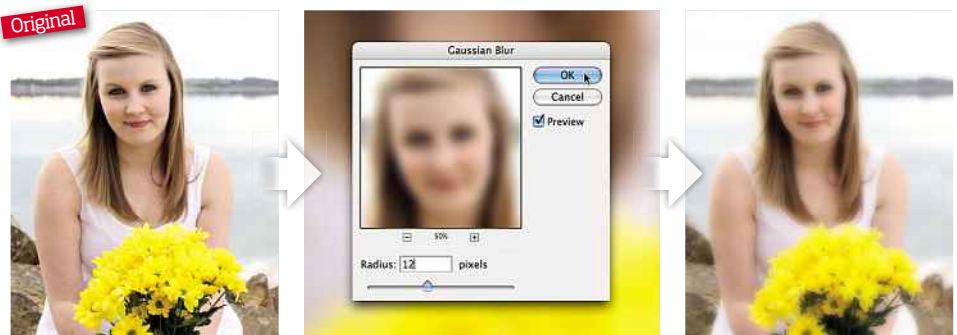 Original
Gaussian Blur
OK
Cancel
Preview
50%
Radius: 12 pixels